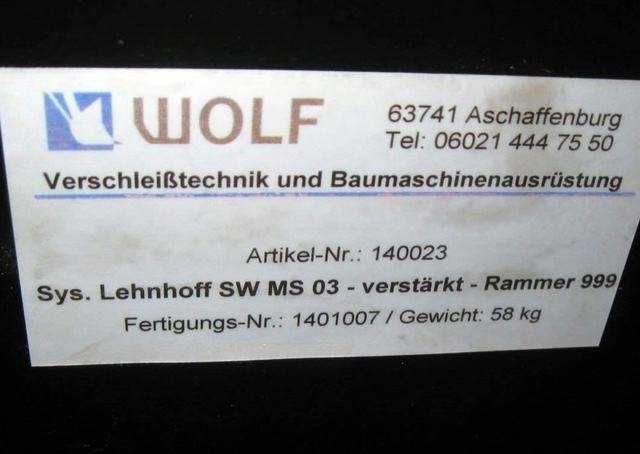 WOLF
63741 Aschaffenburg
Tel: 06021 444 75 50
Verschleißtechnik und Baumaschinenausrüstung
Artikel-Nr.: 140023
Sys. Lehnhoff SW MS 03 - verstärkt - Rammer 999
Fertigungs-Nr.: 1401007 / Gewicht: 58 kg